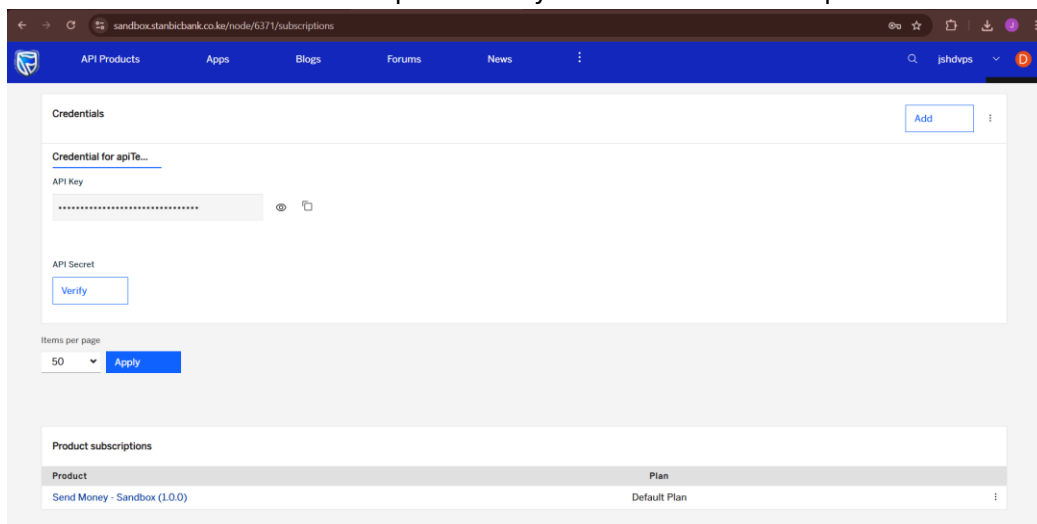 sandbox.stanbicbank.co.ke/node/6371/subscriptions
J
API Products Apps Blogs Forums News jshdvps D
Credentials Add
Credential for apiTe...
API Key
••••••••••••••••••••••••••••••••
API Secret
Verify
Items per page
50 Apply
Product subscriptions
Product Plan
Send Money - Sandbox (1.0.0) Default Plan